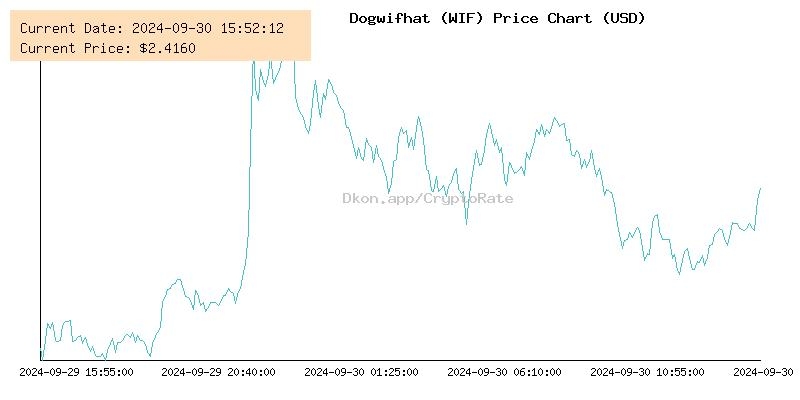 Dogwifhat (WIF) Price Chart (USD)
Current Date: 2024-09-30 15:52:12
Current Price: $2.4160
Dkon.app/CryptoRate
2024-09-29 15:55:00 2024-09-29 20:40:00 2024-09-30 01:25:00 2024-09-30 06:10:00 2024-09-30 10:55:00 2024-09-30